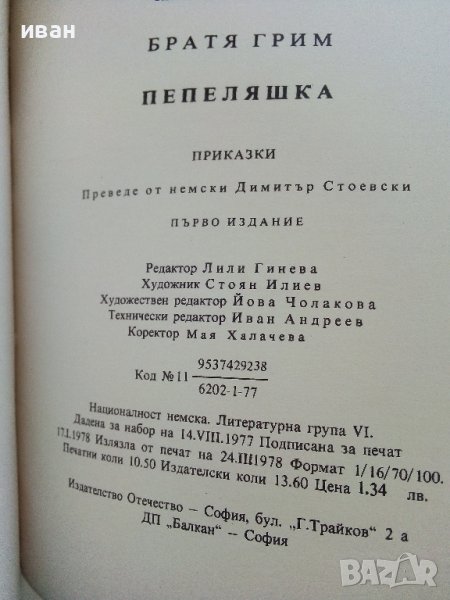 иван
БРАТЯ ГРИМ
ПЕПЕЛЯШКА
ПРИКАЗКИ
Преведе от немски Димитър Стоевски
ПЪРВО ИЗДАНИЕ
Редактор Лили Гинева
Художник Стоян Илиев
Художествен редактор Йова Чолакова
Технически редактор Иван Андреев
Коректор Мая Халачева
9537429238
Код № 11
6202-1-77
Националност немска. Литературна група VI.
Дадена за набор на 14.VIII.1977 Подписана за печат
17.I.1978 Излязла от печат на 24.III.1978 Формат 1/16/70/100.
Печатни коли 10.50 Издателски коли 13.60 Цена 1.34 лв.
Издателство Отечество – София, бул. „Г.Трайков" 2 а
ДП „Балкан" – София
BAZAR